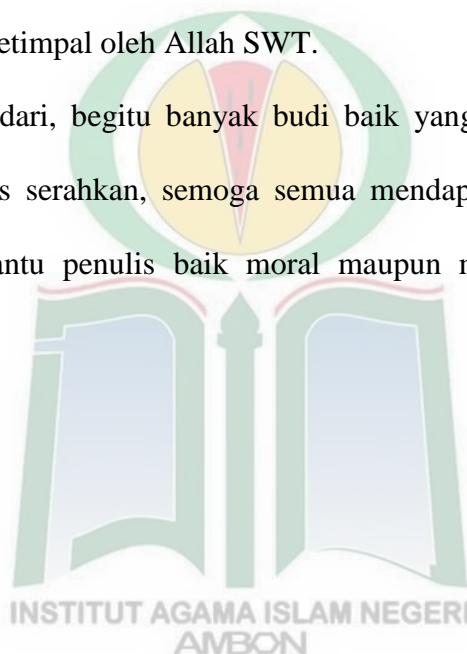 etimpal oleh Allah SWT.
dari, begitu banyak budi baik yang
s serahkan, semoga semua mendap
antu penulis baik moral maupun
INSTITUT AGAMA ISLAM NEGERI
AMBON